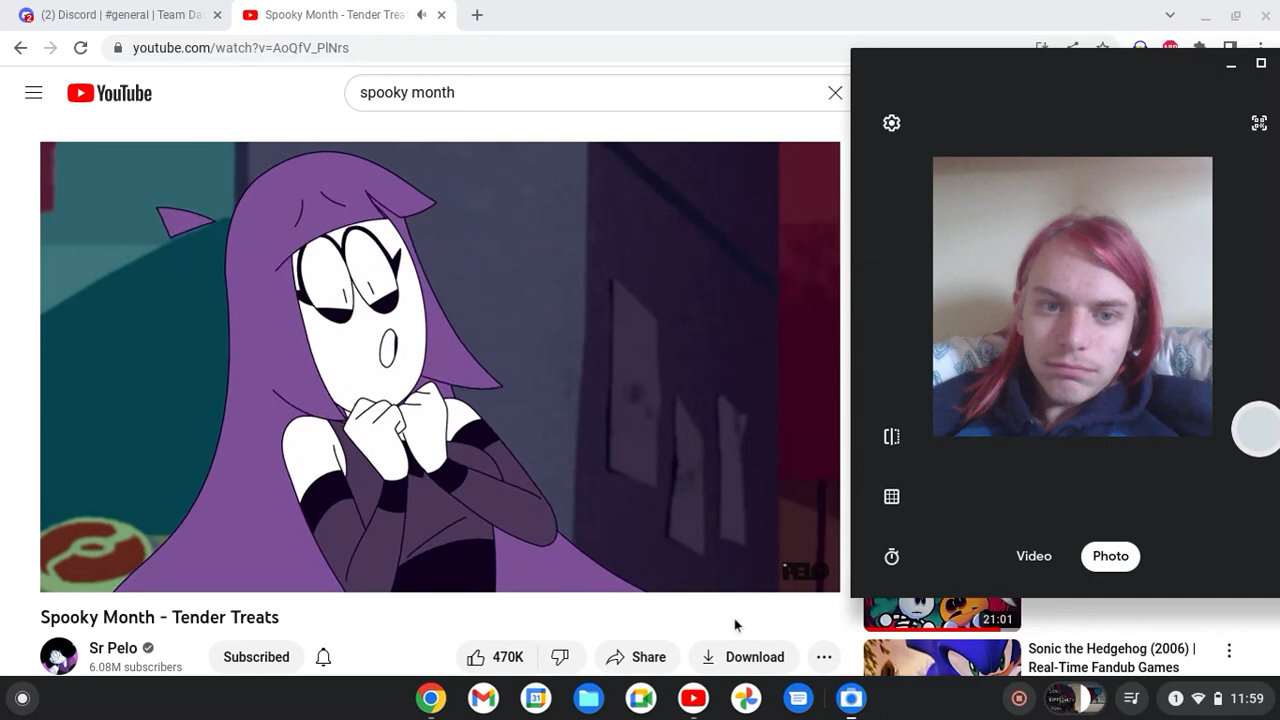 (2) Discord | #general | Team Da
Spooky Month - Tender Trea
youtube.com/watch?v=AoQfV_PlNrs
YouTube
spooky month
PELO
Video
Photo
Spooky Month - Tender Treats
21:01
Sr Pelo
6.08M subscribers
Subscribed
470K
Share
Download
Sonic the Hedgehog (2006) |
Real-Time Fandub Games
31
1
11:59